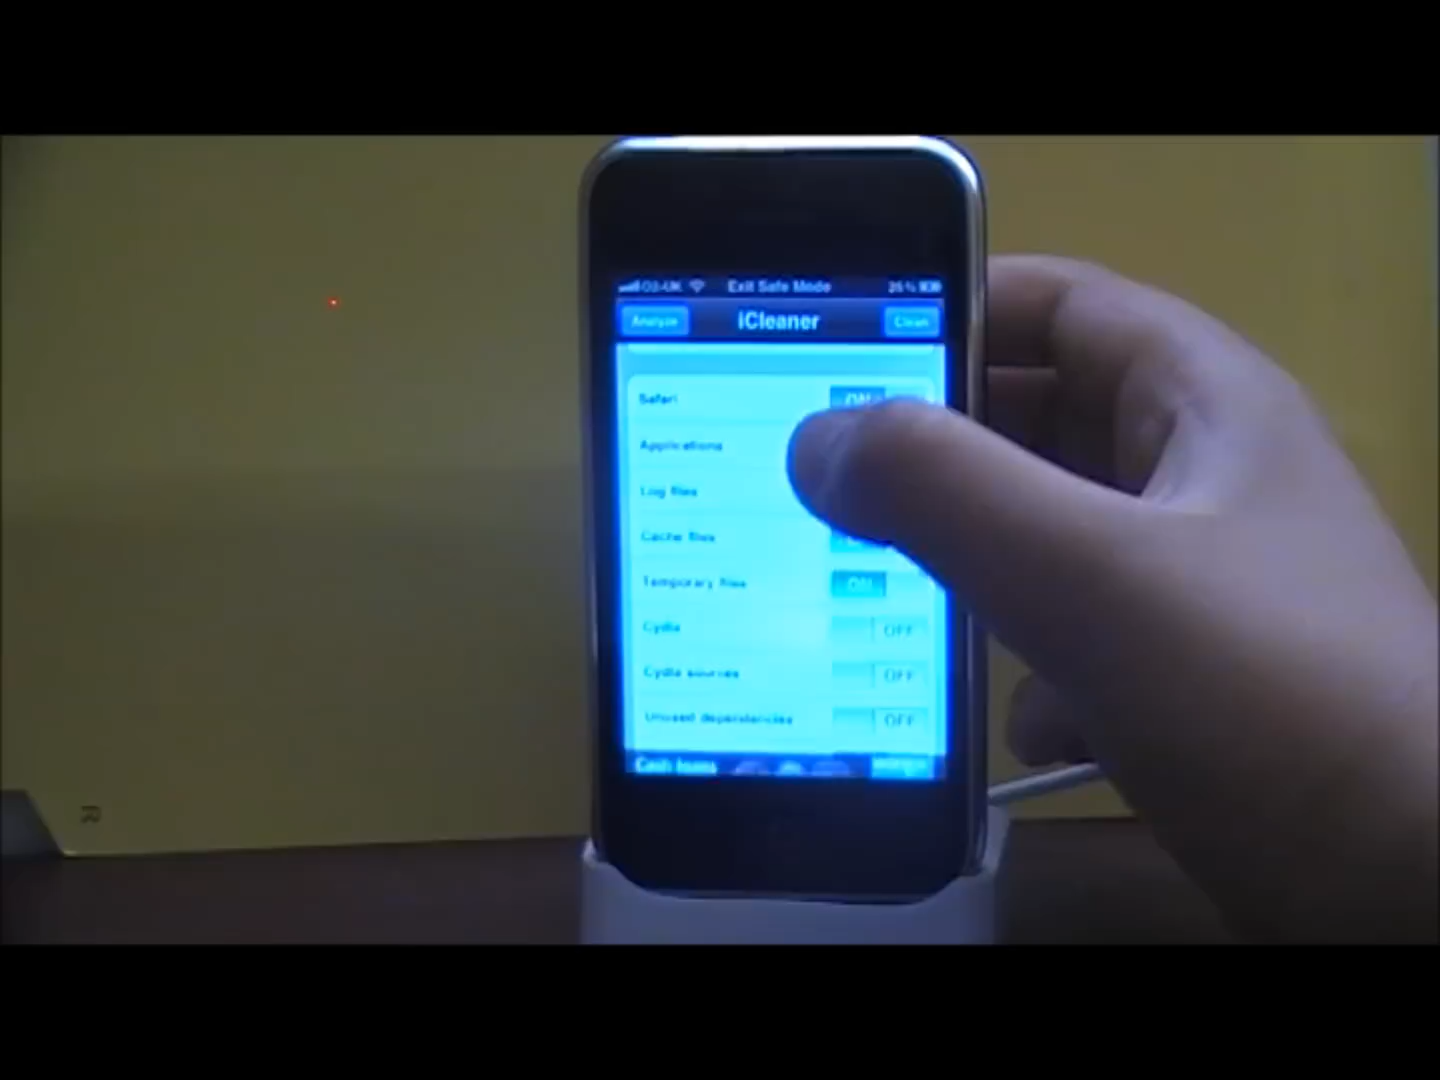 O2-UK Exit Safe Mode
Analyze iCleaner Clean
Safari ON
Applications
Log files
Cache files
Temporary files ON
Cydia OFF
Cydia sources OFF
Unused dependencies OFF
R